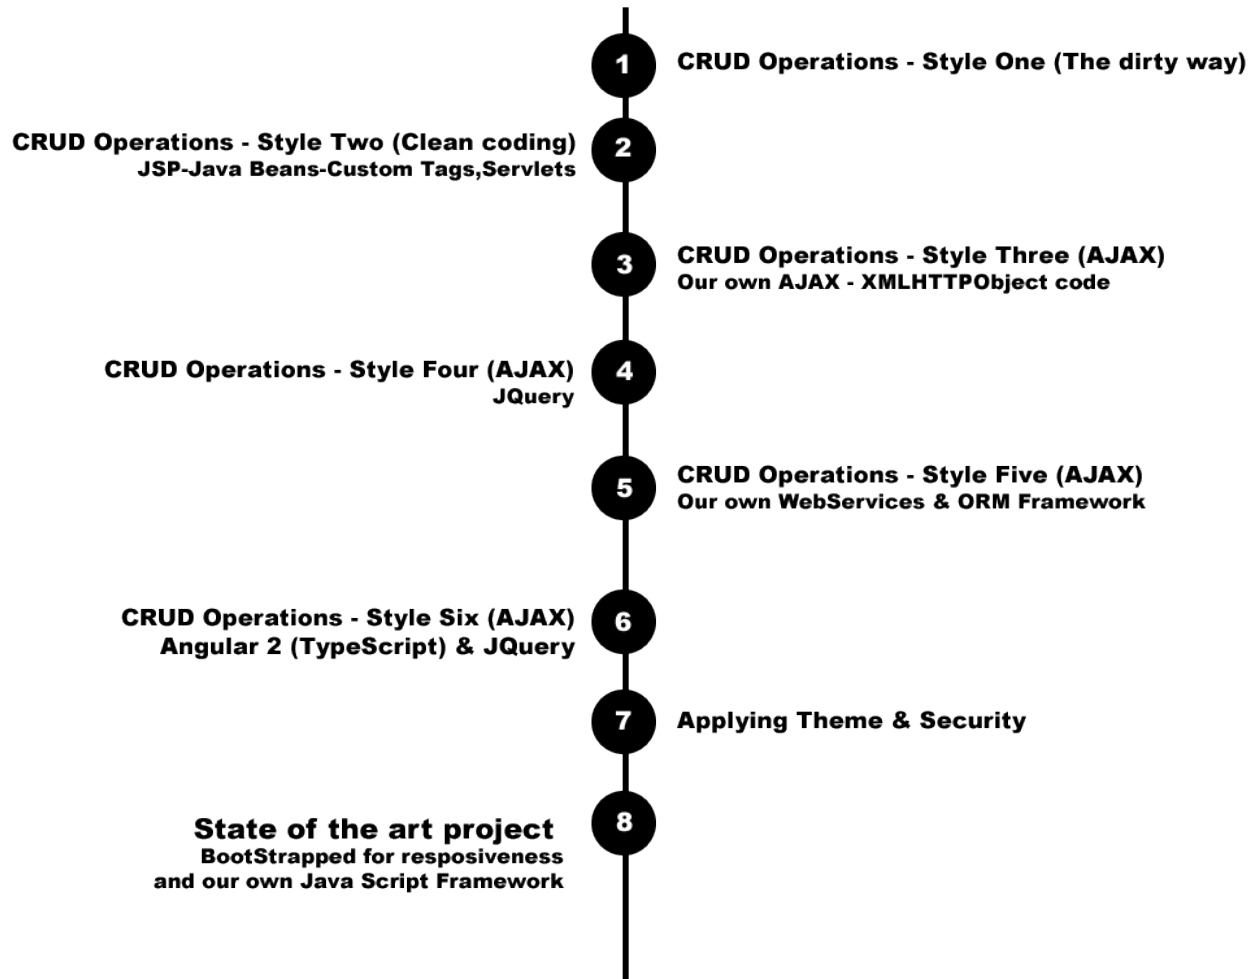 1
CRUD Operations - Style One (The dirty way)
CRUD Operations - Style Two (Clean coding)
JSP-Java Beans-Custom Tags,Servlets
2
3
CRUD Operations - Style Three (AJAX)
Our own AJAX - XMLHTTPObject code
CRUD Operations - Style Four (AJAX)
JQuery
4
5
CRUD Operations - Style Five (AJAX)
Our own WebServices & ORM Framework
CRUD Operations - Style Six (AJAX)
Angular 2 (TypeScript) & JQuery
6
7
Applying Theme & Security
State of the art project
BootStrapped for resposiveness
and our own Java Script Framework
8